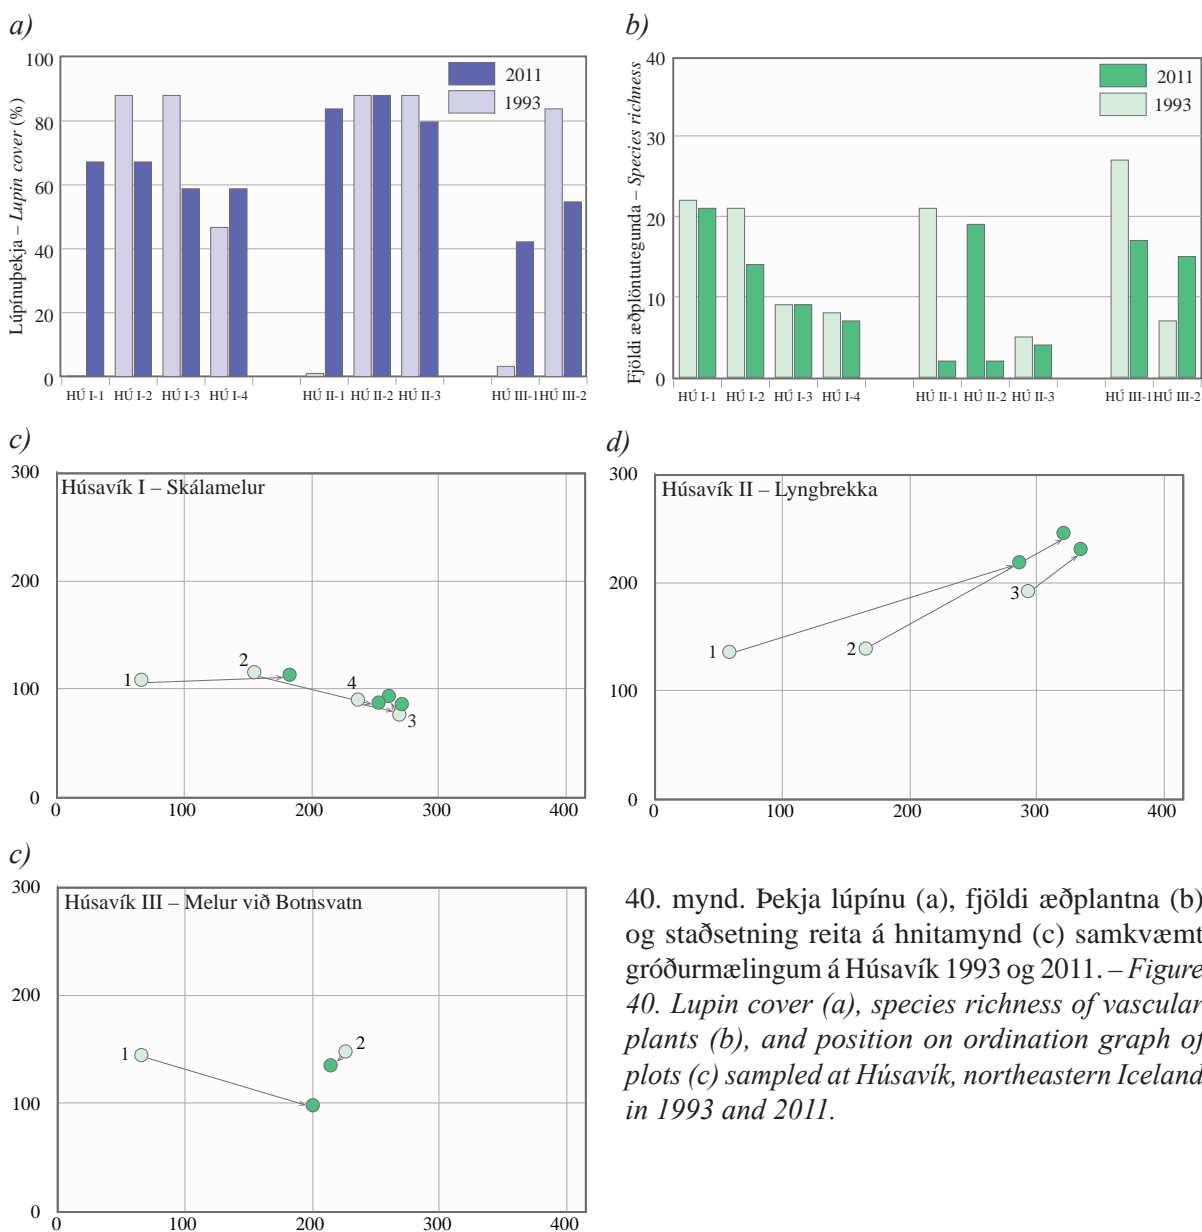 a)
100
80
60
40
20
0
Lúpínuþekja – Lupin cover (%)
2011
1993
HÚ I-1 HÚ I-2 HÚ I-3 HÚ I-4 HÚ II-1 HÚ II-2 HÚ II-3 HÚ III-1 HÚ III-2
b)
40
30
20
10
0
Fjöldi æðplöntutegunda – Species richness
2011
1993
HÚ I-1 HÚ I-2 HÚ I-3 HÚ I-4 HÚ II-1 HÚ II-2 HÚ II-3 HÚ III-1 HÚ III-2
c)
Húsavík I – Skálamelur
300
200
100
0
1
2
4
3
0 100 200 300 400
d)
Húsavík II – Lyngbrekka
300
200
100
0
1
2
3
0 100 200 300 400
c)
Húsavík III – Melur við Botnsvatn
300
200
100
0
1
2
0 100 200 300 400
40. mynd. Þekja lúpínu (a), fjöldi æðplantna (b)
og staðsetning reita á hnitamynd (c) samkvæmt
gróðurmælingum á Húsavík 1993 og 2011. – Figure
40. Lupin cover (a), species richness of vascular
plants (b), and position on ordination graph of
plots (c) sampled at Húsavík, northeastern Iceland
in 1993 and 2011.